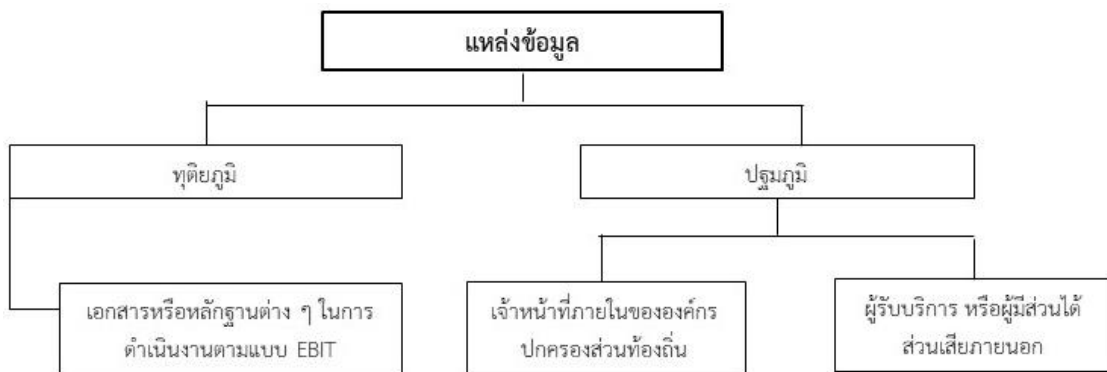 แหล่งข้อมูล
ทุติยภูมิ
ปฐมภูมิ
เอกสารหรือหลักฐานต่าง ๆ ในการ
ดำเนินงานตามแบบ EBIT
เจ้าหน้าที่ภายในขององค์กร
ปกครองส่วนท้องถิ่น
ผู้รับบริการ หรือผู้มีส่วนได้
ส่วนเสียภายนอก